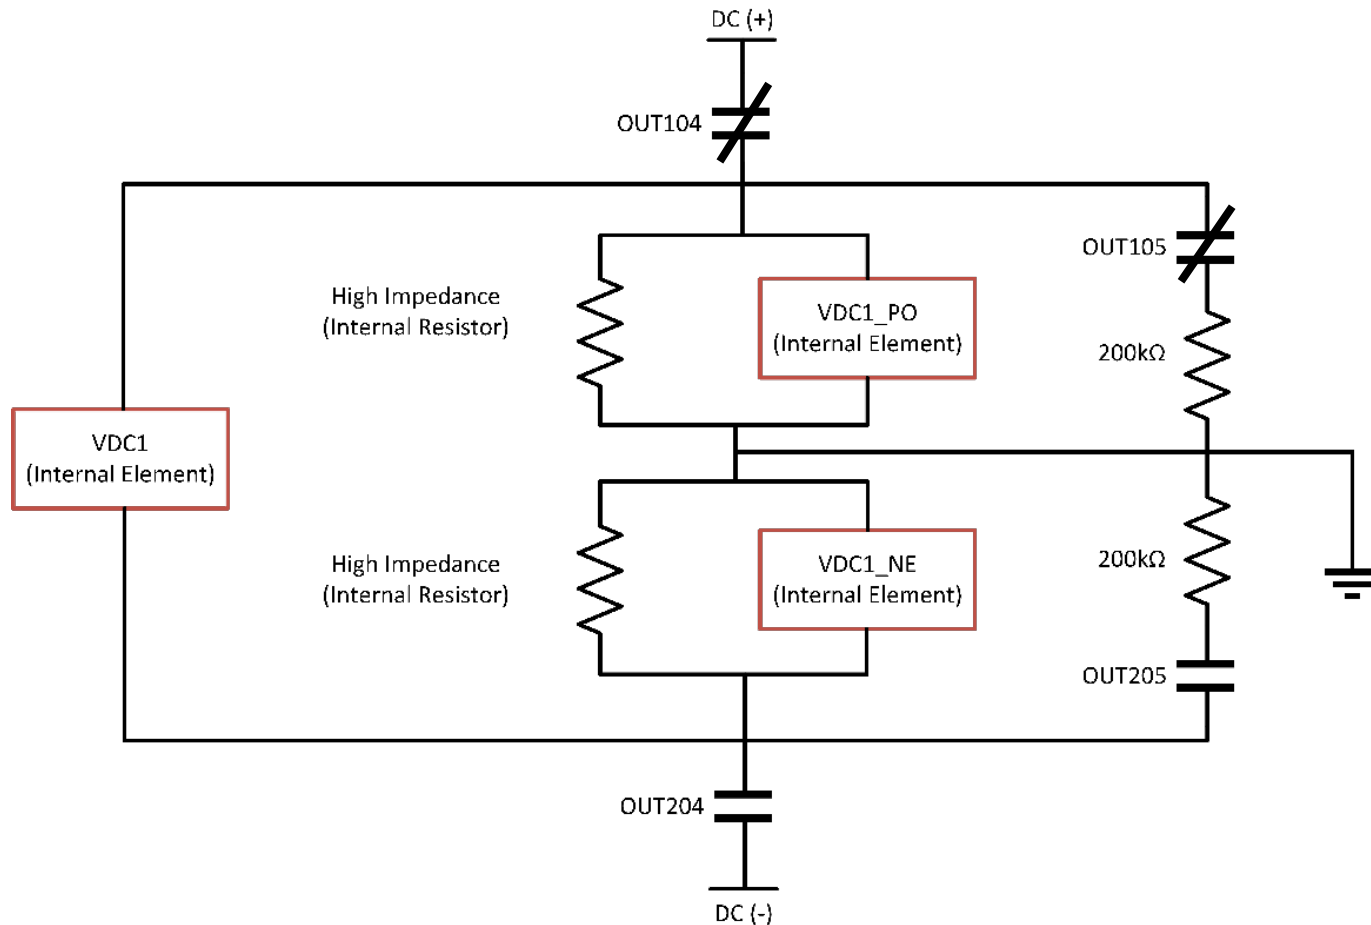 DC (+)
OUT104
OUT105
High Impedance
(Internal Resistor)
VDC1_PO
(Internal Element)
200kΩ
VDC1
(Internal Element)
High Impedance
(Internal Resistor)
VDC1_NE
(Internal Element)
200kΩ
OUT205
OUT204
DC (-)